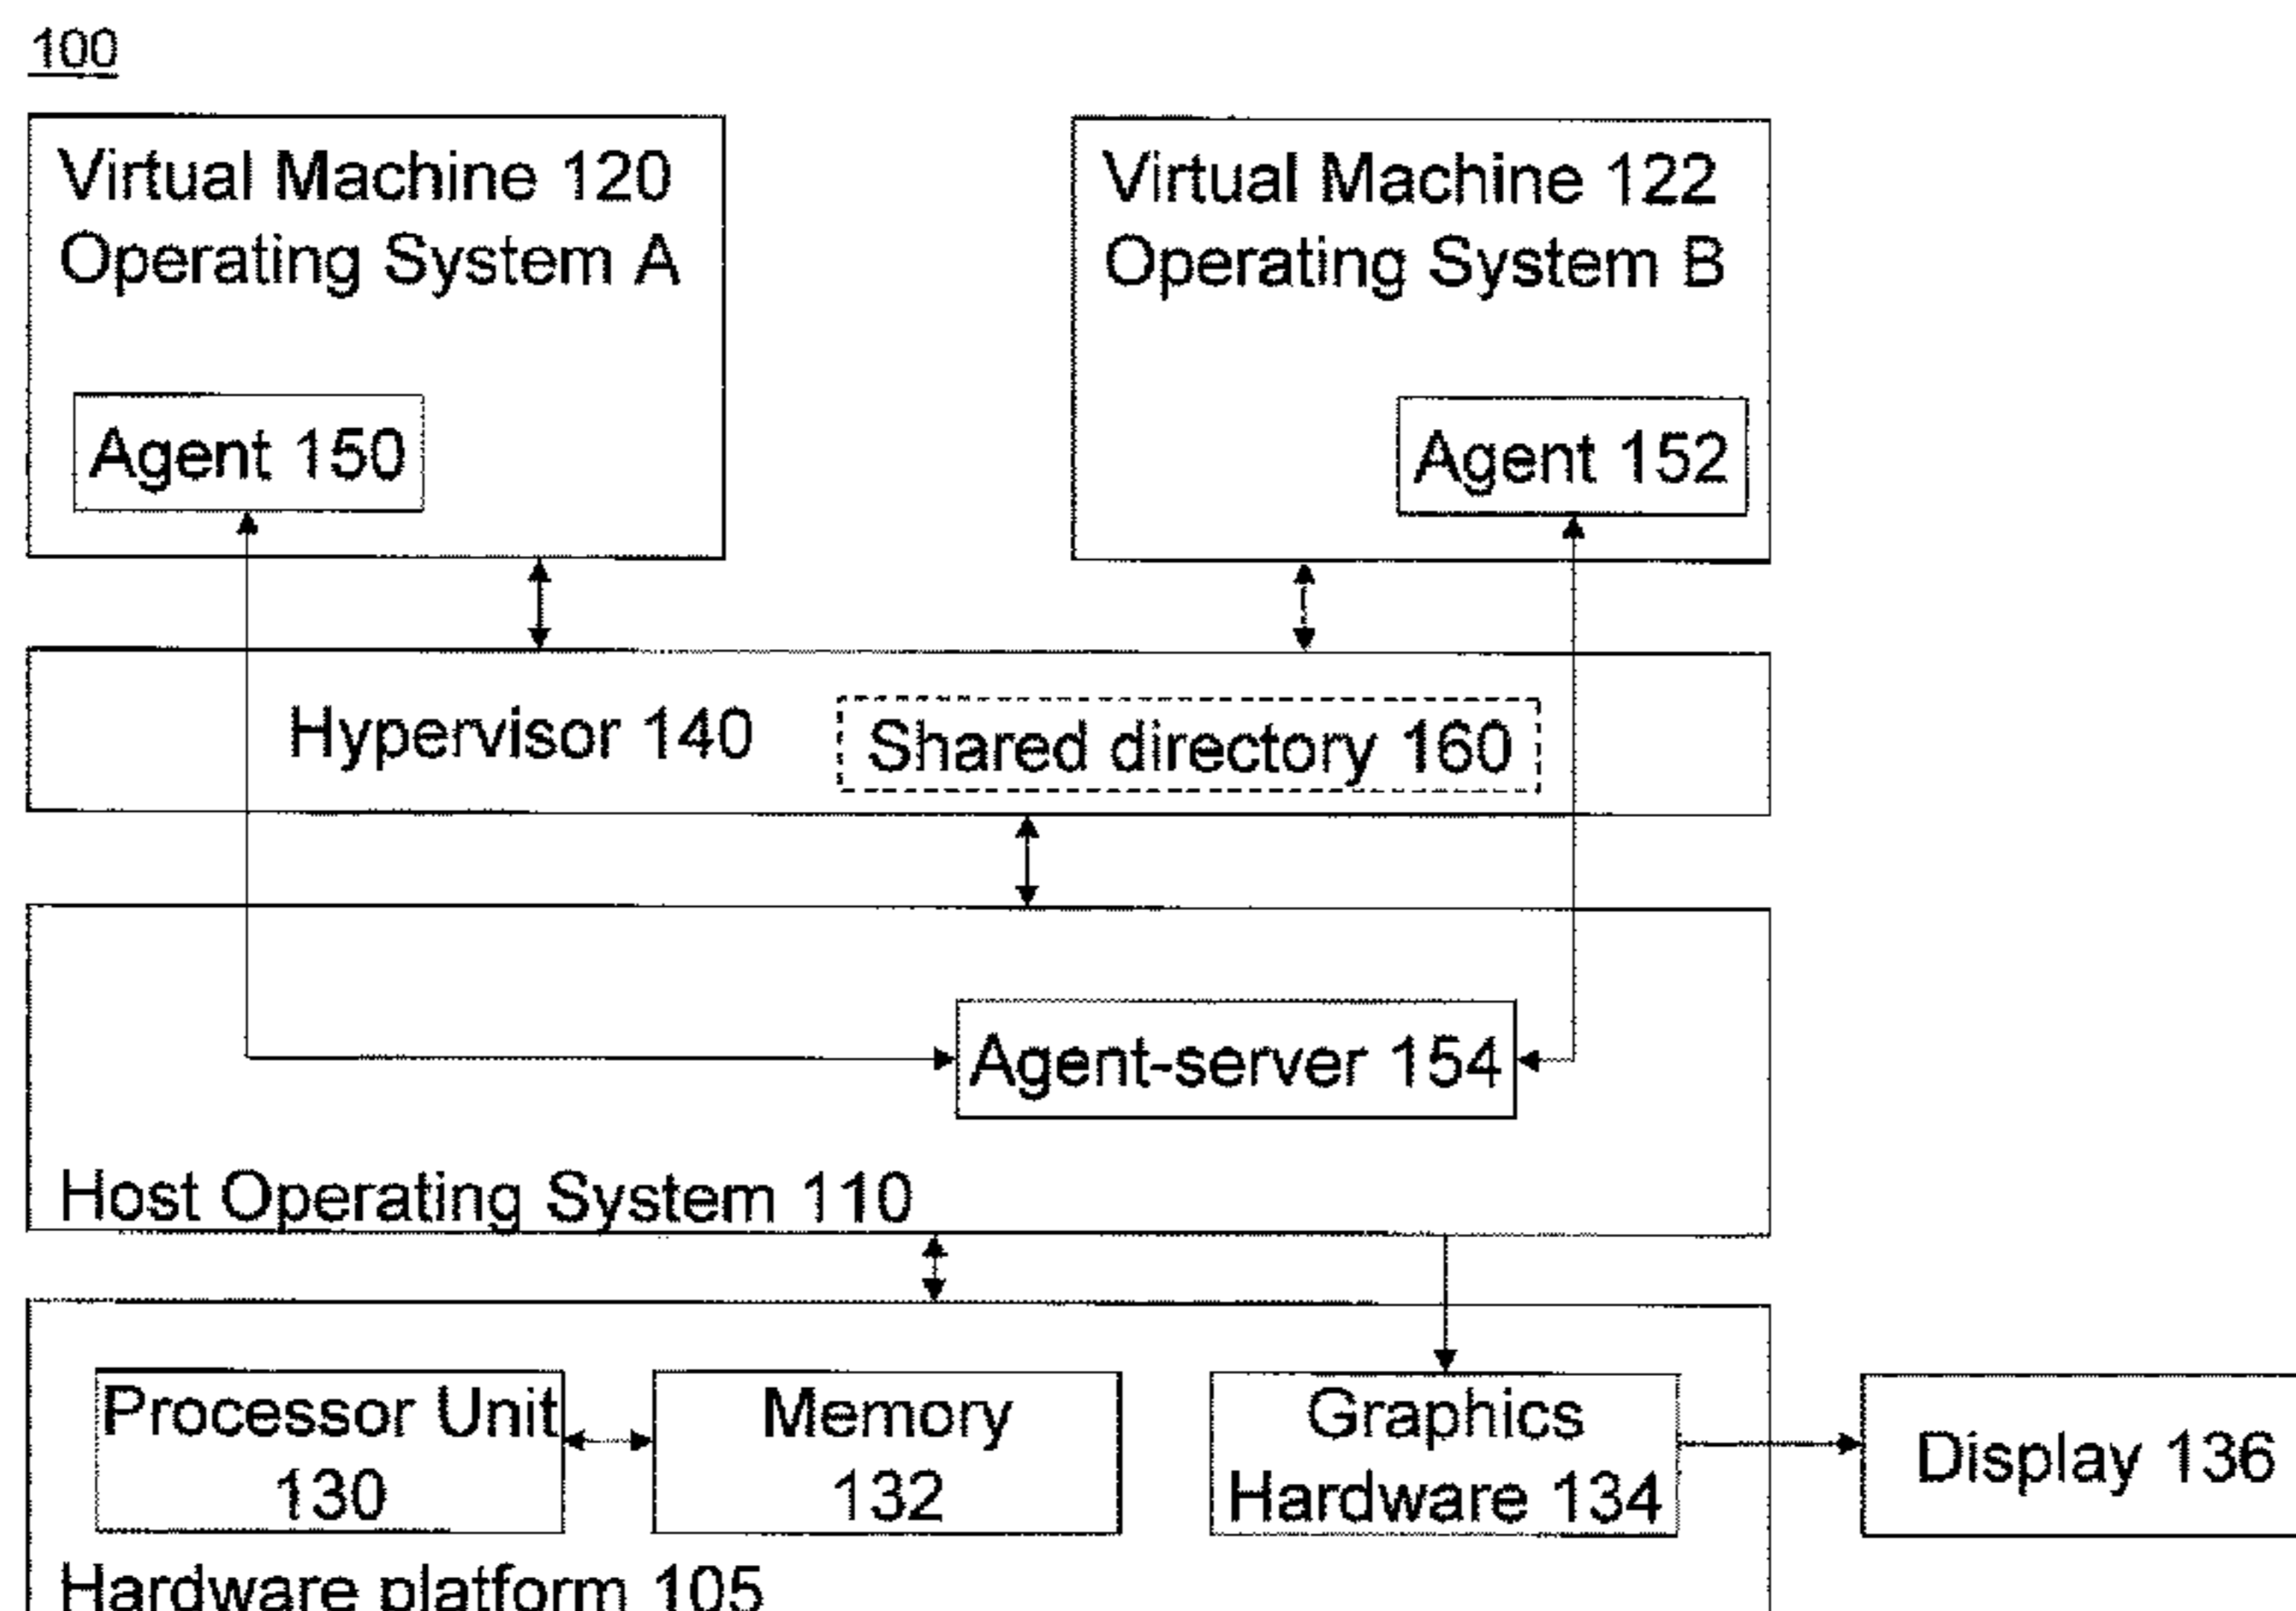 100
Virtual Machine 120
Operating System A
Agent 150
Virtual Machine 122
Operating System B
Agent 152
Hypervisor 140
Shared directory 160
Agent-server 154
Host Operating System 110
Processor Unit
130
Memory
132
Graphics
Hardware 134
Display 136
Hardware platform 105